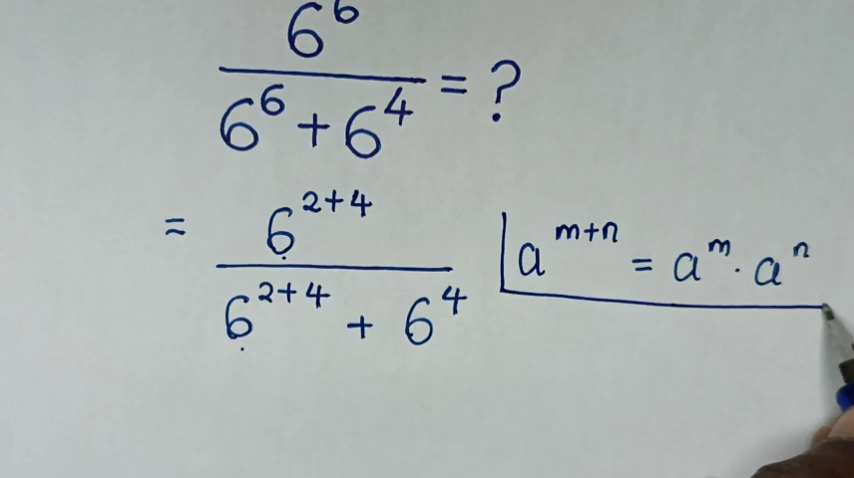 6^6
6^6 + 6^4 = ?
= 6^{2+4}
6^{2+4} + 6^4
a^{m+n} = a^m · a^n